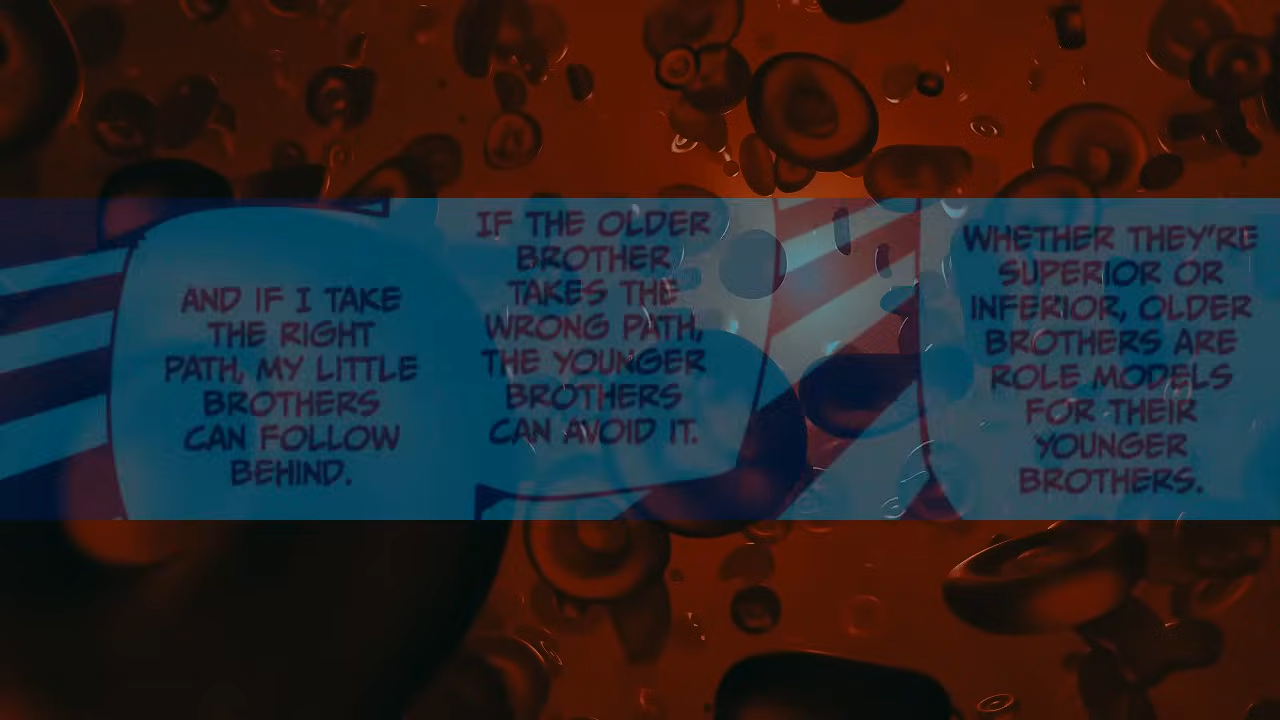 WHETHER THEY'RE
SUPERIOR OR
INFERIOR, OLDER
BROTHERS ARE
ROLE MODELS
FOR THEIR
YOUNGER
BROTHERS.
IF THE OLDER
BROTHER
TAKES THE
WRONG PATH,
THE YOUNGER
BROTHERS
CAN AVOID IT.
AND IF I TAKE
THE RIGHT
PATH, MY LITTLE
BROTHERS
CAN FOLLOW
BEHIND.